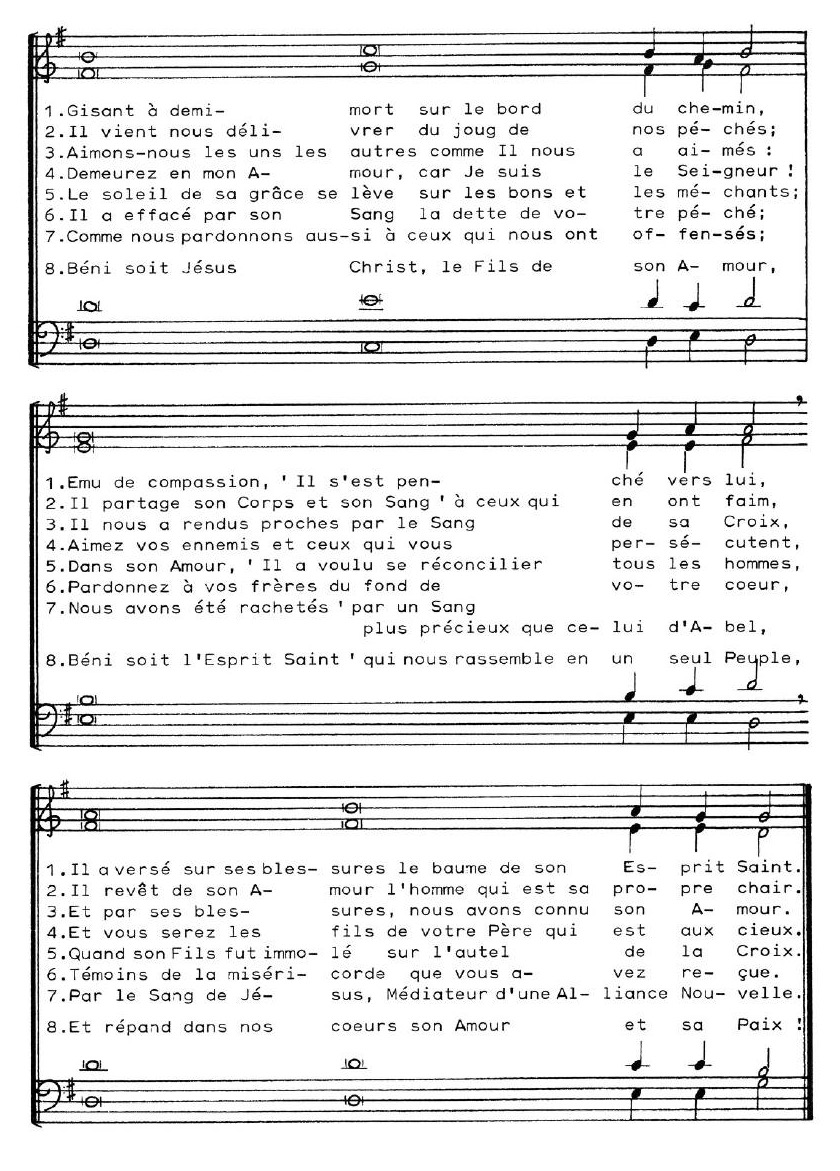 1.Gisant à demi- mort sur le bord du che-min,
2.Il vient nous déli- vrer du joug de nos pé- chés;
3.Aimons-nous les uns les autres comme Il nous a ai- més :
4.Demeurez en mon A- mour, car Je suis le Sei-gneur !
5.Le soleil de sa grâce se lève sur les bons et les mé- chants;
6.Il a effacé par son Sang la dette de vo- tre pé- ché;
7.Comme nous pardonnons aus-si à ceux qui nous ont of- fen-sés;
8.Béni soit Jésus Christ, le Fils de son A- mour,
1.Emu de compassion, ' Il s'est pen- ché vers lui,
2.Il partage son Corps et son Sang ' à ceux qui en ont faim,
3.Il nous a rendus proches par le Sang de sa Croix,
4.Aimez vos ennemis et ceux qui vous per- sé- cutent,
5.Dans son Amour, ' Il a voulu se réconcilier tous les hommes,
6.Pardonnez à vos frères du fond de vo- tre coeur,
7.Nous avons été rachetés ' par un Sang
plus précieux que ce- lui d'A- bel,
8.Béni soit l'Esprit Saint ' qui nous rassemble en un seul Peuple,
1.Il a versé sur ses bles- sures le baume de son Es- prit Saint.
2.Il revêt de son A- mour l'homme qui est sa pro- pre chair.
3.Et par ses bles- sures, nous avons connu son A- mour.
4.Et vous serez les fils de votre Père qui est aux cieux.
5.Quand son Fils fut immo- lé sur l'autel de la Croix.
6.Témoins de la miséri- corde que vous a- vez re- çue.
7.Par le Sang de Jé- sus, Médiateur d'une Al- liance Nou- velle.
8.Et répand dans nos coeurs son Amour et sa Paix !